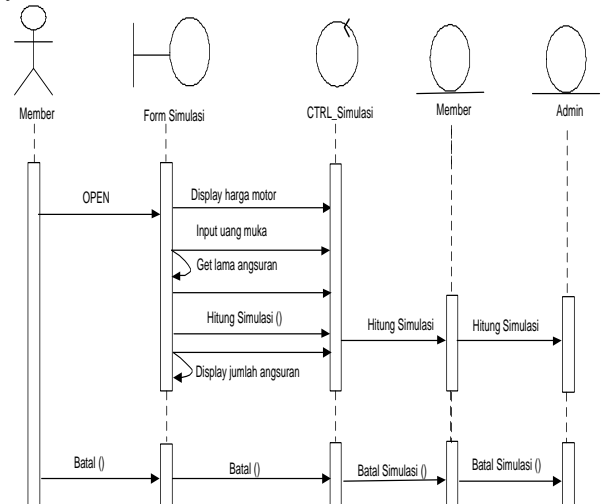 Member
Form Simulasi
CTRL_Simulasi
Member
Admin
OPEN
Display harga motor
Input uang muka
Get lama angsuran
Hitung Simulasi ()
Hitung Simulasi
Hitung Simulasi
Display jumlah angsuran
Batal ()
Batal ()
Batal Simulasi ()
Batal Simulasi ()